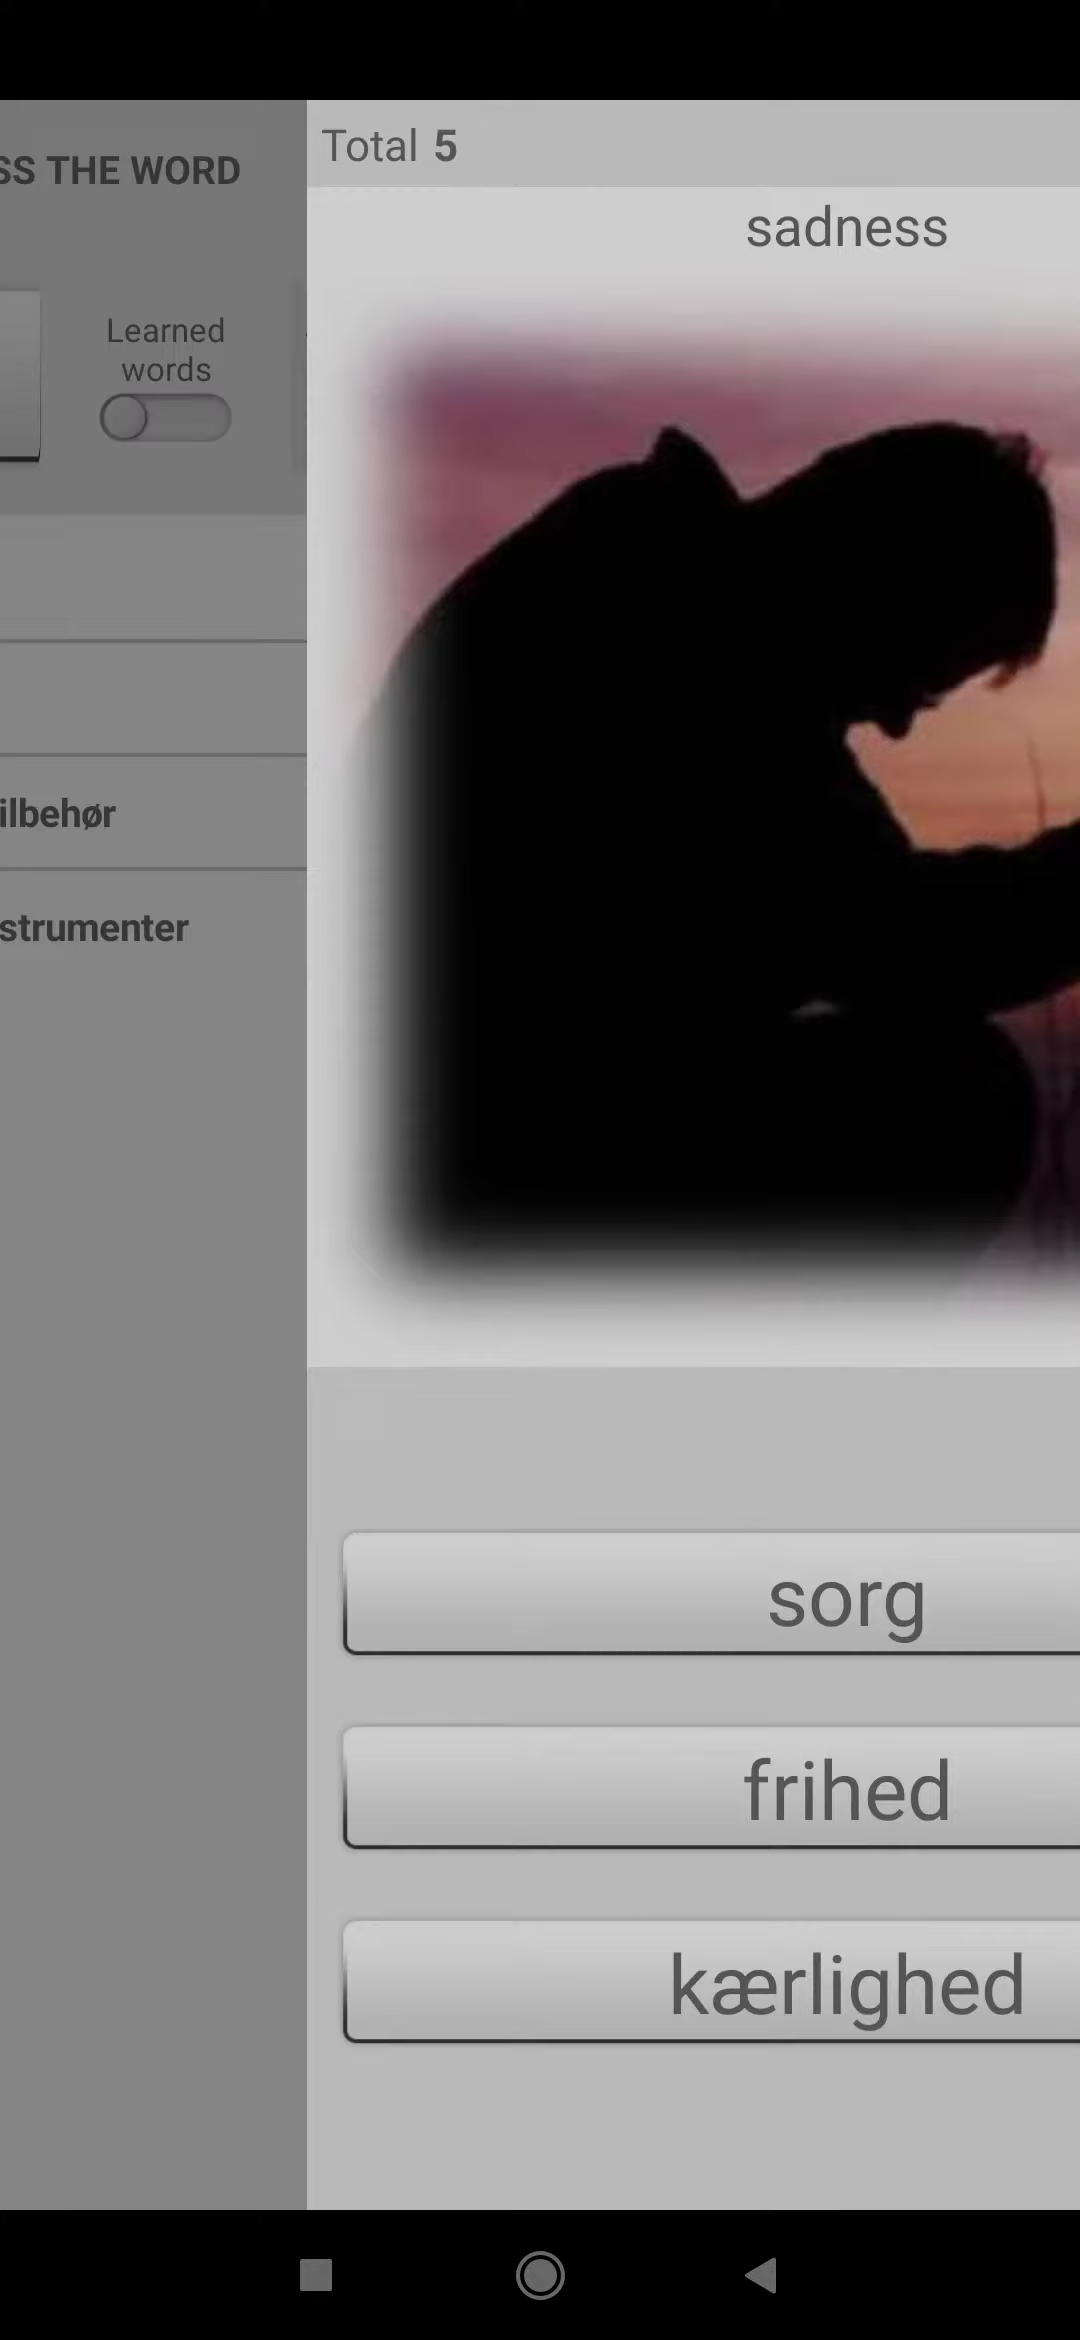 SS THE WORD
Learned
words
ilbehør
strumenter
Total 5
sadness
sorg
frihed
kærlighed